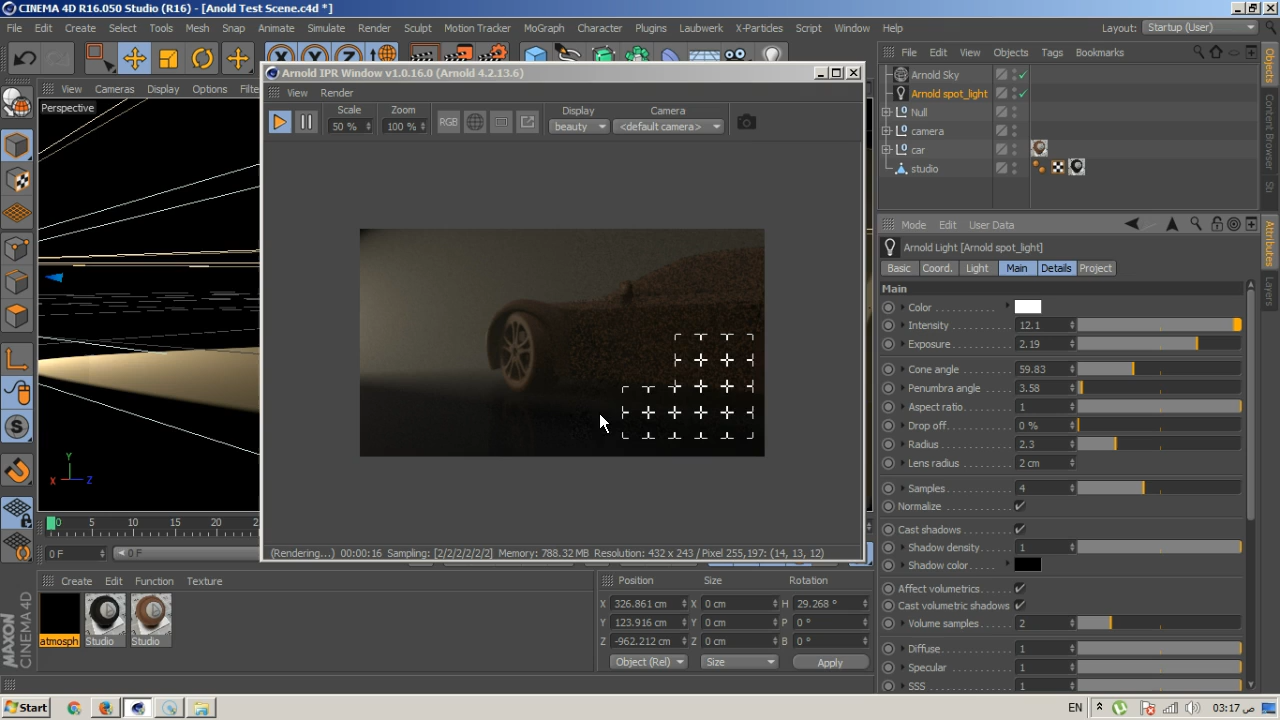 CINEMA 4D R16.050 Studio (R16) - [Anold Test Scene.c4d *]
File Edit Create Select Tools Mesh Snap Animate Simulate Render Sculpt Motion Tracker MoGraph Character Plugins Laubwerk X-Particles Script Window Help Layout: Startup (User)
File Edit View Objects Tags Bookmarks
Arnold IPR Window v1.0.16.0 (Arnold 4.2.13.6)
View Cameras Display Options Filte
View Render
Perspective
Scale Zoom Display Camera
50 % 100 % RGB beauty <default camera>
Arnold Sky
Arnold spot_light
Null
camera
car
studio
Objects
Content Browser
Attributes
Layers
Mode Edit User Data
Arnold Light [Arnold spot_light]
Basic Coord. Light Main Details Project
Main
Color
Intensity 12.1
Exposure 2.19
Cone angle 59.83
Penumbra angle 3.58
Aspect ratio 1
Drop off 0 %
Radius 2.3
Lens radius 2 cm
Samples 4
Normalize
Cast shadows
Shadow density 1
Shadow color
Affect volumetrics
Cast volumetric shadows
Volume samples 2
Diffuse 1
Specular 1
SSS 1
Y
X Z
0 5 10 15 20
0 F 0 F
(Rendering...) 00:00:16 Sampling: [2/2/2/2/2/2] Memory: 788.32 MB Resolution: 432 x 243 / Pixel 255,197: (14, 13, 12)
Create Edit Function Texture
atmosph Studio Studio
Position Size Rotation
X 326.861 cm X 0 cm H 29.268 °
Y 123.916 cm Y 0 cm P 0 °
Z -962.212 cm Z 0 cm B 0 °
Object (Rel) Size Apply
MAXON CINEMA 4D
Start EN 03:17 ص